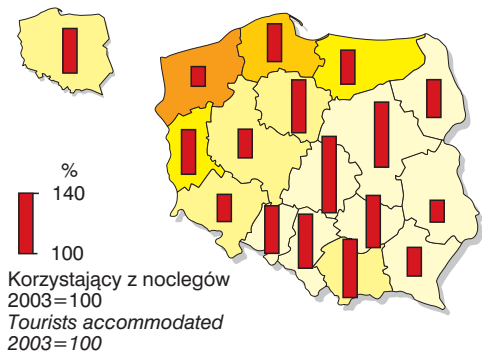 %
140
100
Korzystający z noclegów
2003=100
Tourists accommodated
2003=100